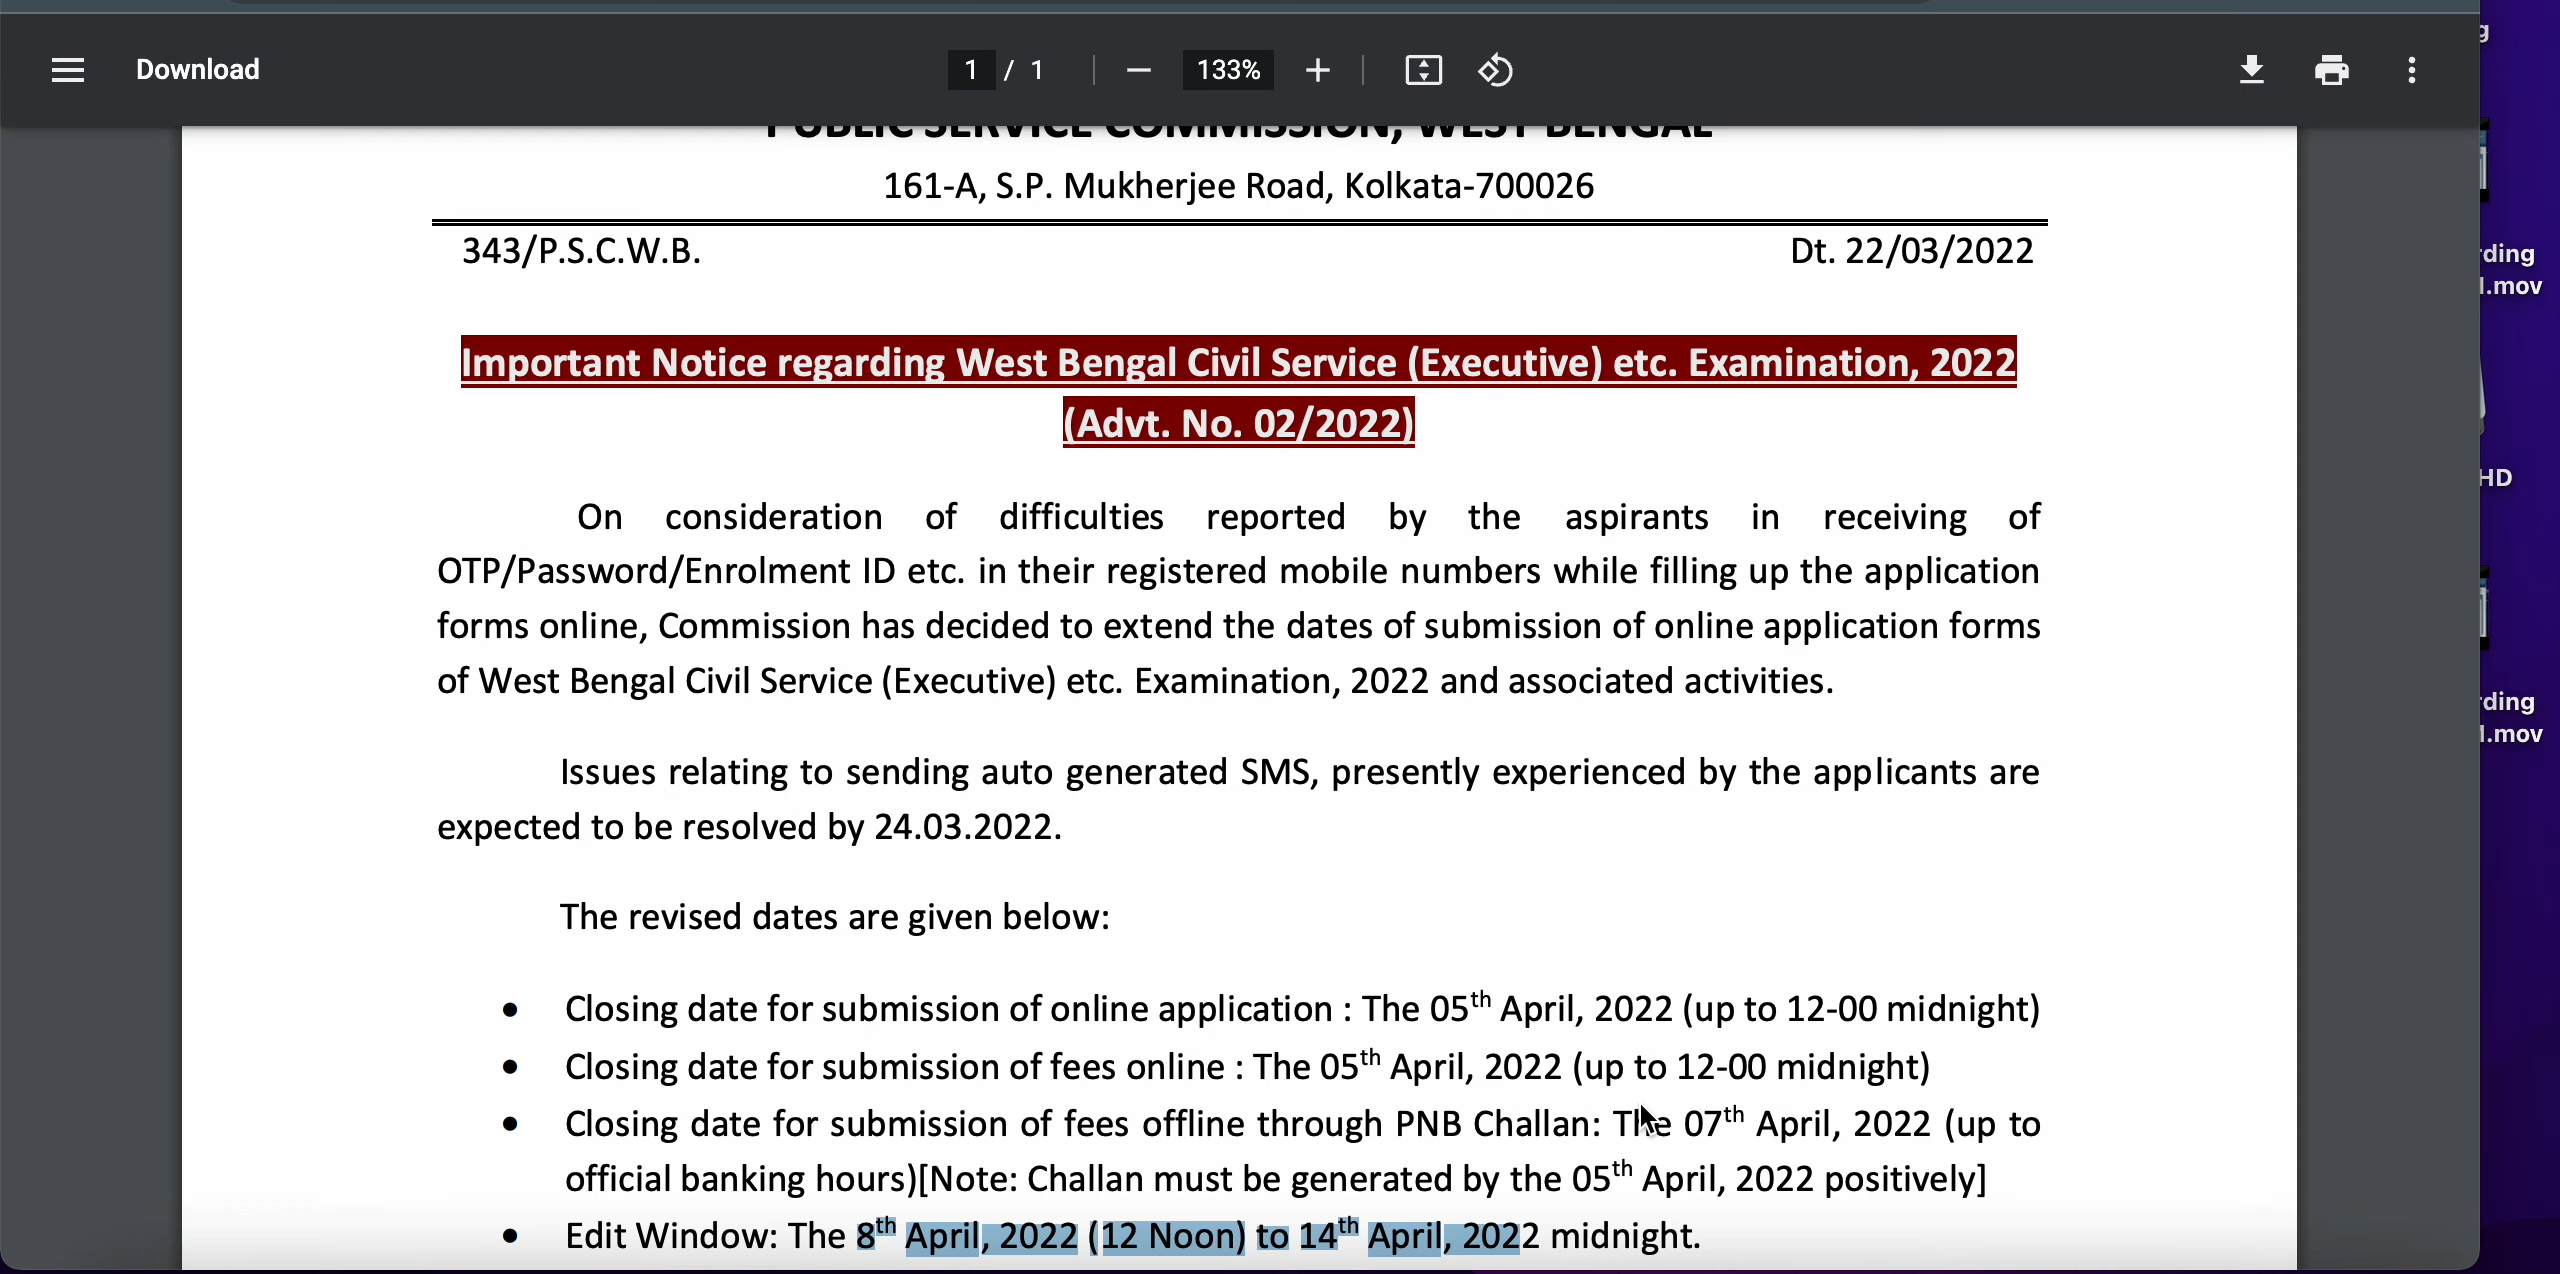 Download
1 / 1
133%
PUBLIC SERVICE COMMISSION, WEST BENGAL
161-A, S.P. Mukherjee Road, Kolkata-700026
343/P.S.C.W.B. Dt. 22/03/2022
Important Notice regarding West Bengal Civil Service (Executive) etc. Examination, 2022
(Advt. No. 02/2022)
On consideration of difficulties reported by the aspirants in receiving of
OTP/Password/Enrolment ID etc. in their registered mobile numbers while filling up the application
forms online, Commission has decided to extend the dates of submission of online application forms
of West Bengal Civil Service (Executive) etc. Examination, 2022 and associated activities.
Issues relating to sending auto generated SMS, presently experienced by the applicants are
expected to be resolved by 24.03.2022.
The revised dates are given below:
• Closing date for submission of online application : The 05th April, 2022 (up to 12-00 midnight)
• Closing date for submission of fees online : The 05th April, 2022 (up to 12-00 midnight)
• Closing date for submission of fees offline through PNB Challan: The 07th April, 2022 (up to
official banking hours)[Note: Challan must be generated by the 05th April, 2022 positively]
• Edit Window: The 8th April, 2022 (12 Noon) to 14th April, 2022 midnight.
HD
.mov
.mov